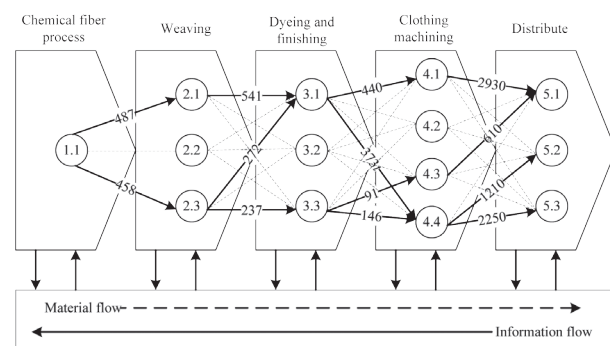 Chemical fiber
process
Weaving
Dyeing and
finishing
Clothing
machining
Distribute
1.1
487
458
2.1
2.2
2.3
541
272
237
3.1
3.2
3.3
440
373
91
146
4.1
4.2
4.3
4.4
2930
610
1210
2250
5.1
5.2
5.3
Material flow
Information flow